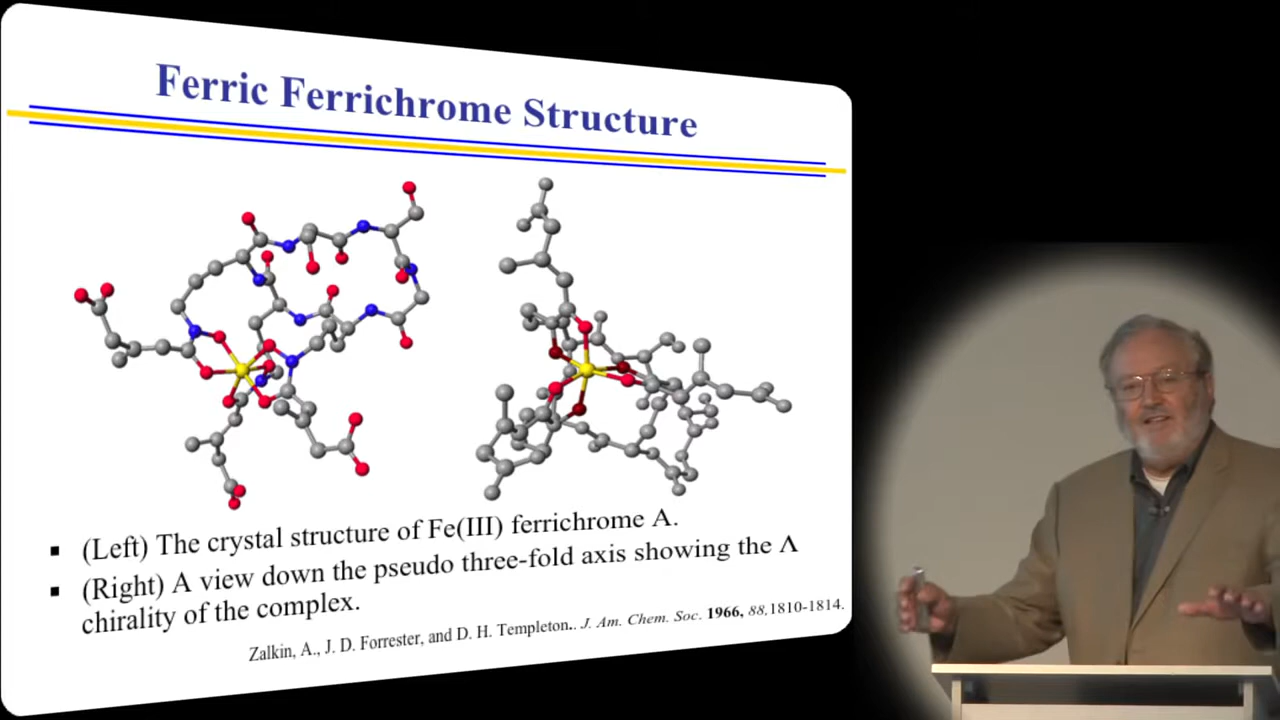 Ferric Ferrichrome Structure
▪ (Left) The crystal structure of Fe(III) ferrichrome A.
▪ (Right) A view down the pseudo three-fold axis showing the Λ
chirality of the complex.
Zalkin, A., J. D. Forrester, and D. H. Templeton.. J. Am. Chem. Soc. 1966, 88,1810-1814.